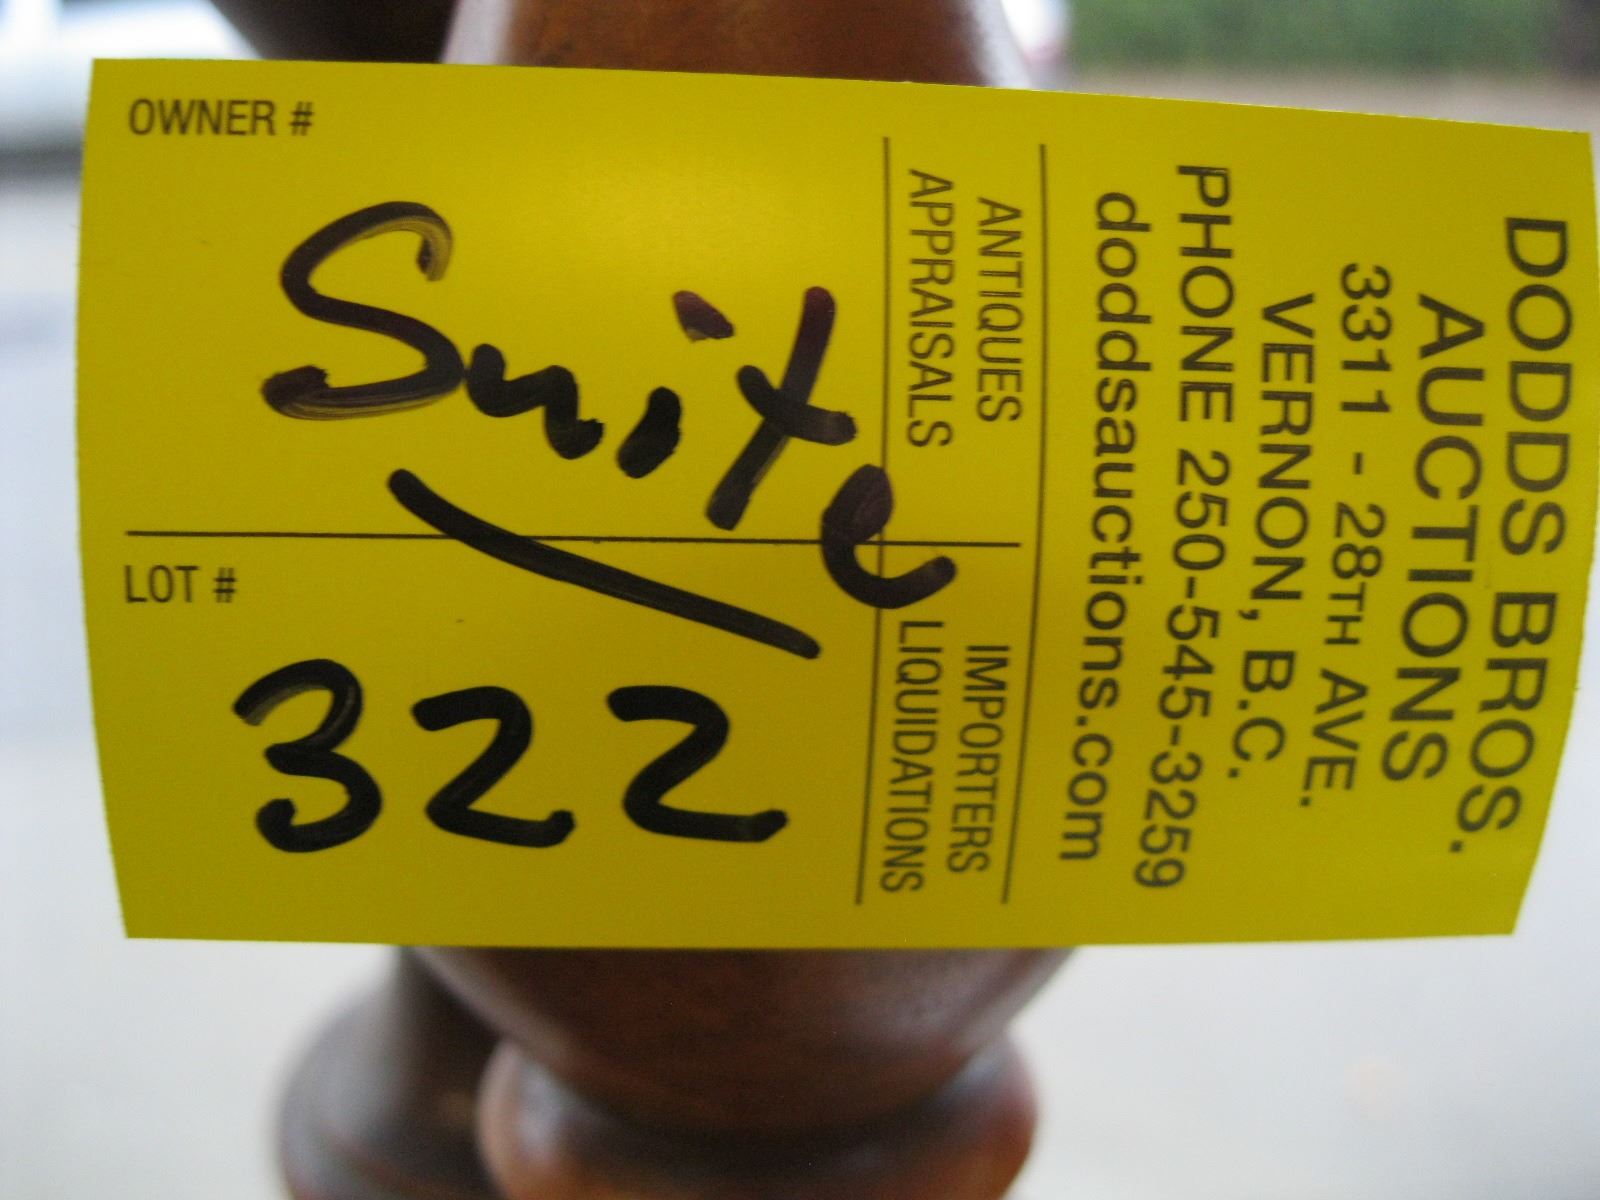 DODDS BROS.
AUCTIONS
3311 - 28TH AVE.
VERNON, B.C.
PHONE 250-545-3259
doddsauctions.com
ANTIQUES
APPRAISALS
IMPORTERS
LIQUIDATIONS
OWNER #
Suite
LOT #
322